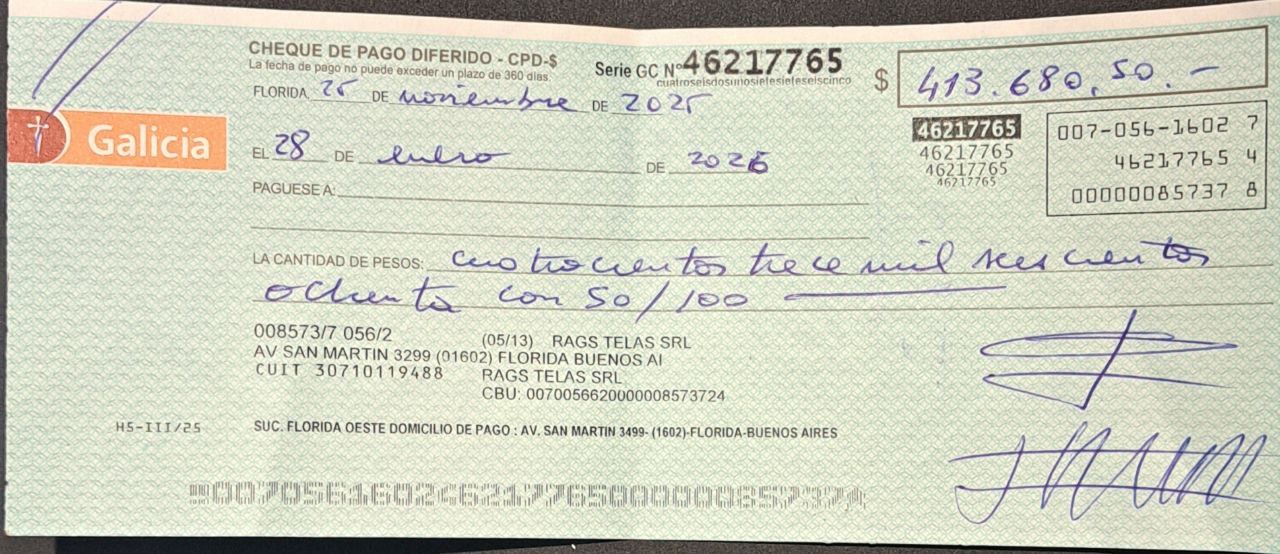 CHEQUE DE PAGO DIFERIDO - CPD-$
La fecha de pago no puede exceder un plazo de 360 días.
Serie GC Nº 46217765
cuatroseisdosunosietesieteseiscinco
$ 413.680,50.-
FLORIDA, 25 DE noviembre DE 2025
Galicia
EL 28 DE enero DE 2026
46217765
46217765
46217765
46217765
007-056-1602 7
46217765 4
00000085737 8
PAGUESE A:
LA CANTIDAD DE PESOS: cuatrocientos trece mil seiscientos
ochenta con 50/100
008573/7 056/2 (05/13) RAGS TELAS SRL
AV SAN MARTIN 3299 (01602) FLORIDA BUENOS AI
CUIT 30710119488 RAGS TELAS SRL
CBU: 0070056620000008573724
HS-III/25
SUC. FLORIDA OESTE DOMICILIO DE PAGO : AV. SAN MARTIN 3499- (1602)-FLORIDA-BUENOS AIRES